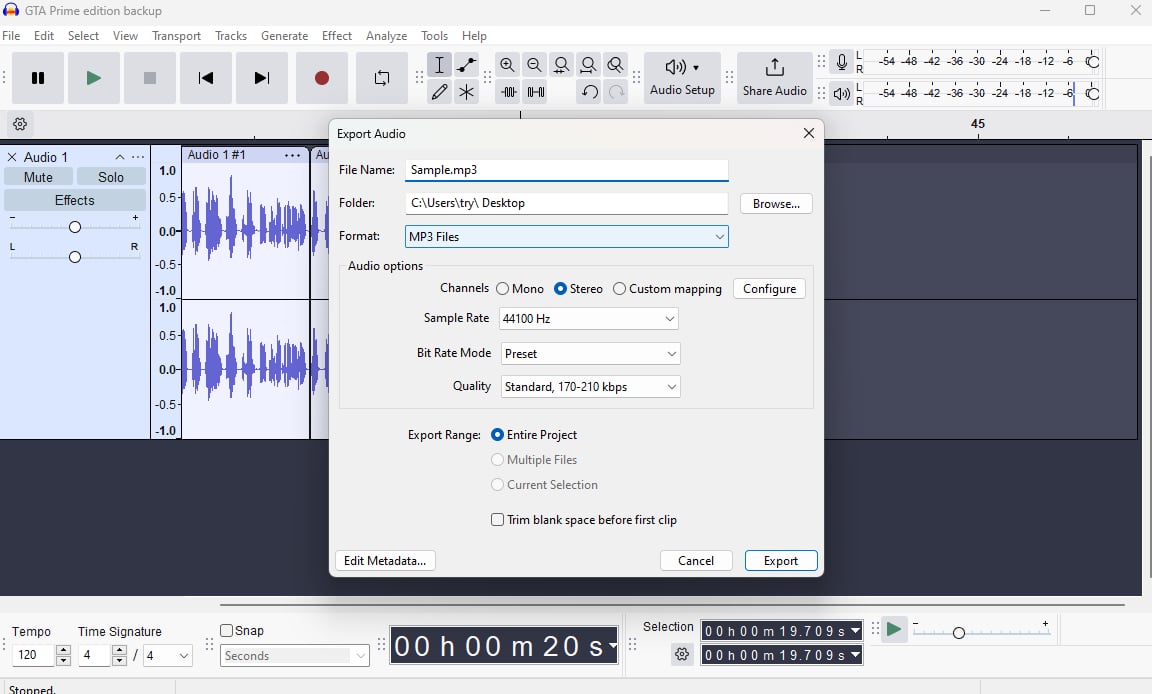 GTA Prime edition backup
File Edit Select View Transport Tracks Generate Effect Analyze Tools Help
Audio Setup
Share Audio
L
R
-54 -48 -42 -36 -30 -24 -18 -12 -6 0
L
R
-54 -48 -42 -36 -30 -24 -18 -12 -6 0
45
Audio 1
Mute Solo
Effects
- +
L R
1.0
0.5
0.0
-0.5
-1.0
1.0
0.5
0.0
-0.5
-1.0
Audio 1 #1
Au
Export Audio
File Name: Sample.mp3
Folder: C:\Users\try\ Desktop Browse...
Format: MP3 Files
Audio options
Channels Mono Stereo Custom mapping Configure
Sample Rate 44100 Hz
Bit Rate Mode Preset
Quality Standard, 170-210 kbps
Export Range: Entire Project
Multiple Files
Current Selection
Trim blank space before first clip
Edit Metadata... Cancel Export
Tempo Time Signature
120 4 / 4
Snap
Seconds
00 h 00 m 20 s
Selection
00 h 00 m 19.709 s
00 h 00 m 19.709 s
- +
Stopped.